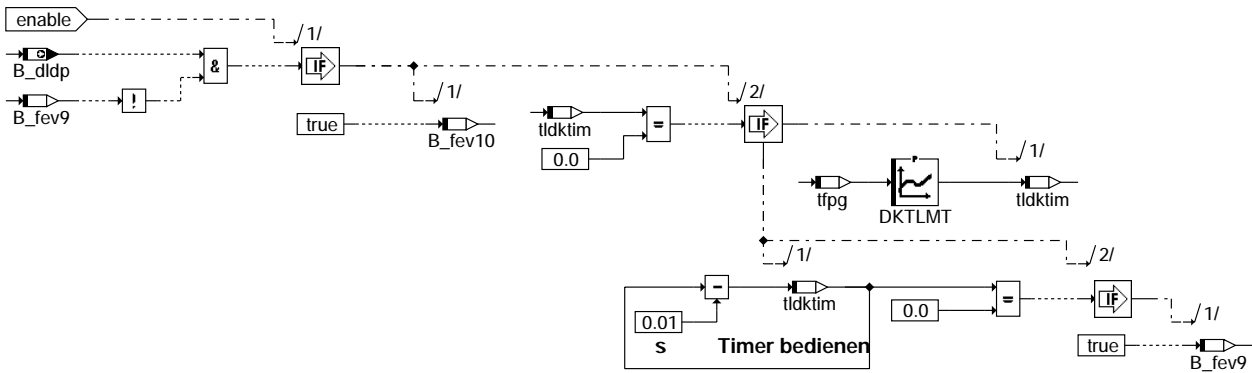 enable
/1/
B_dldp
&
IF
B_fev9
!
/1/
/2/
true
B_fev10
tldktim
=
IF
0.0
/1/
tfpg
DKTLMT
tldktim
/1/
/2/
-
tldktim
=
IF
0.01
0.0
/1/
s
Timer bedienen
true
B_fev9